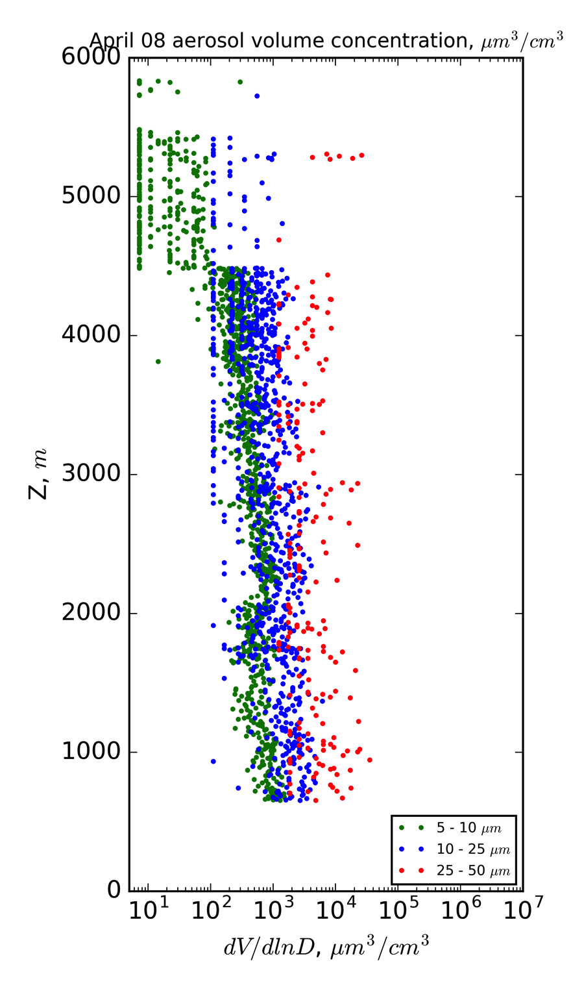 April 08 aerosol volume concentration, μm³/cm³
6000
5000
4000
3000
2000
1000
0
Z, m
10¹ 10² 10³ 10⁴ 10⁵ 10⁶ 10⁷
dV/dlnD, μm³/cm³
5 - 10 μm
10 - 25 μm
25 - 50 μm